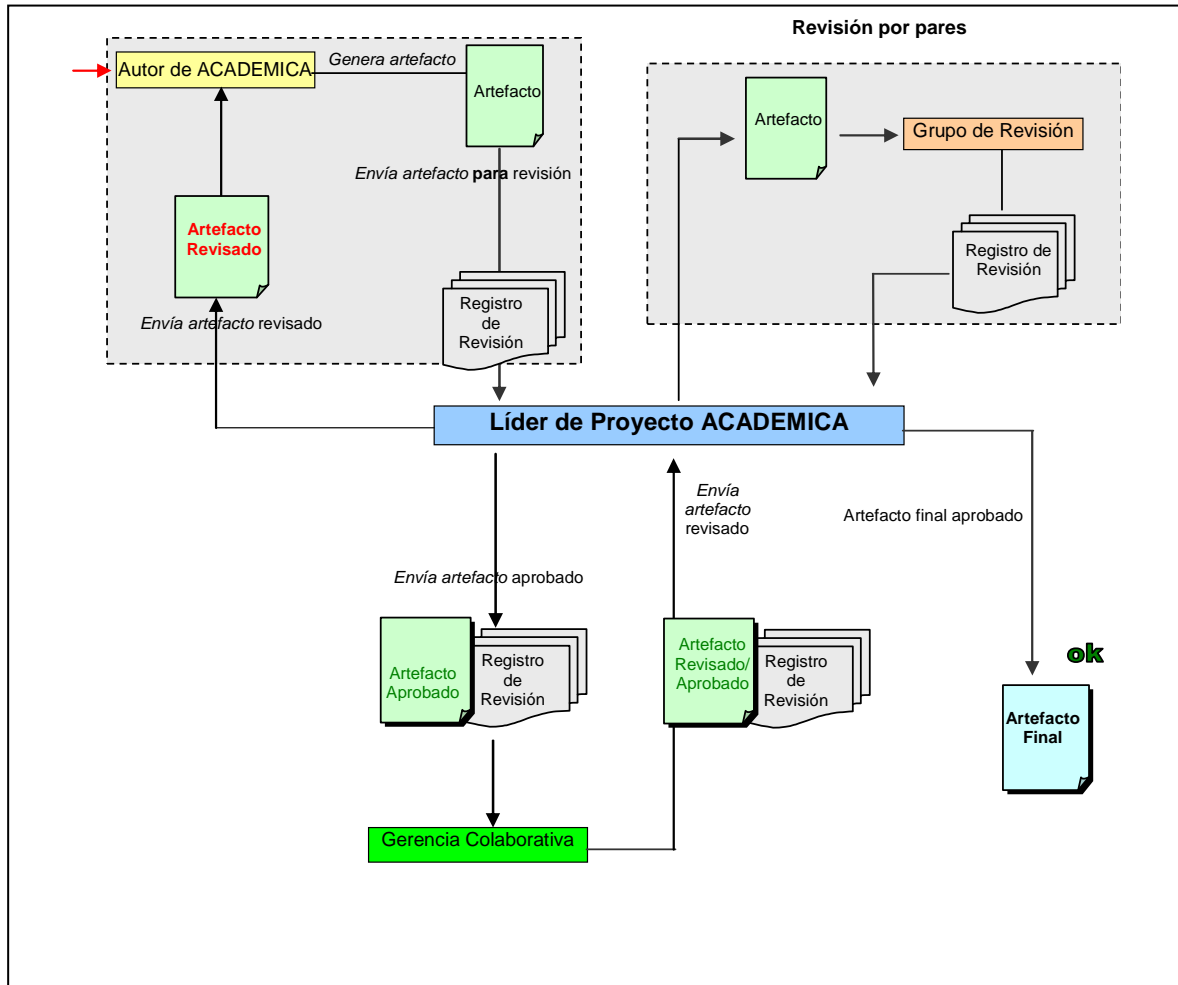 Revisión por pares
Autor de ACADEMICA
Genera artefacto
Artefacto
Envía artefacto para revisión
Artefacto
Revisado
Envía artefacto revisado
Registro
de
Revisión
Artefacto
Grupo de Revisión
Registro de
Revisión
Líder de Proyecto ACADEMICA
Envía artefacto aprobado
Artefacto
Aprobado
Registro
de
Revisión
Envía
artefacto
revisado
Artefacto
Revisado/
Aprobado
Registro
de
Revisión
Gerencia Colaborativa
Artefacto final aprobado
ok
Artefacto
Final